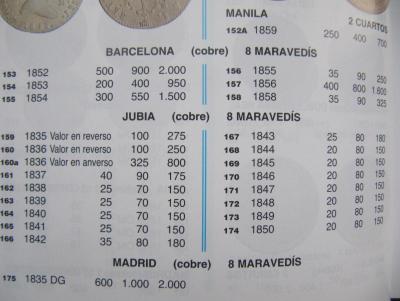 MANILA
2 CUARTOS
152A 1859 250 400 700
BARCELONA (cobre) 8 MARAVEDÍS
153 1852 500 900 2.000
154 1853 200 400 950
155 1854 300 550 1.500
156 1855 35 90 250
157 1856 400 800 1.600
158 1858 35 90 325
JUBIA (cobre) 8 MARAVEDÍS
159 1835 Valor en reverso 100 275
160 1836 Valor en reverso 100 250
160a 1836 Valor en anverso 325 800
161 1837 40 90 175
162 1838 25 70 150
163 1839 25 70 150
164 1840 25 70 150
165 1841 25 70 150
166 1842 35 80 180
167 1843 25 80 180
168 1844 20 80 150
169 1845 20 80 150
170 1846 20 80 150
171 1847 20 80 150
172 1848 20 80 150
173 1849 20 80 150
174 1850 20 80 150
MADRID (cobre) 8 MARAVEDÍS
175 1835 DG 600 1.000 2.000